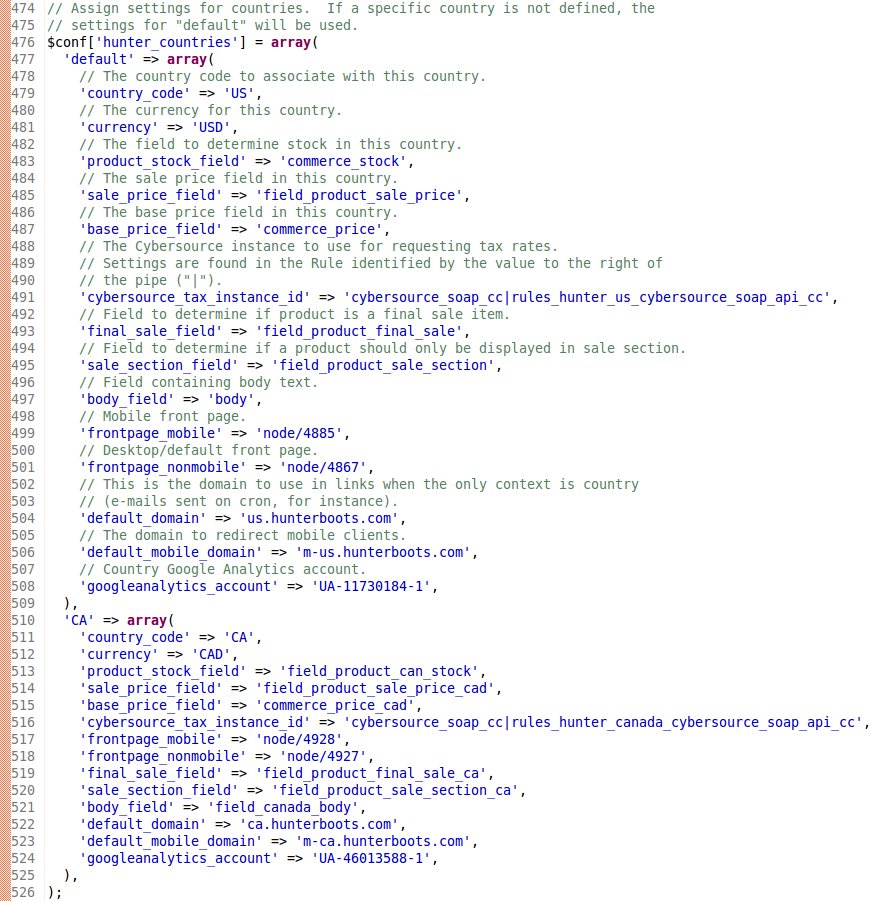 474 // Assign settings for countries.  If a specific country is not defined, the
475 // settings for "default" will be used.
476 $conf['hunter_countries'] = array(
477   'default' => array(
478     // The country code to associate with this country.
479     'country_code' => 'US',
480     // The currency for this country.
481     'currency' => 'USD',
482     // The field to determine stock in this country.
483     'product_stock_field' => 'commerce_stock',
484     // The sale price field in this country.
485     'sale_price_field' => 'field_product_sale_price',
486     // The base price field in this country.
487     'base_price_field' => 'commerce_price',
488     // The Cybersource instance to use for requesting tax rates.
489     // Settings are found in the Rule identified by the value to the right of
490     // the pipe ("|").
491     'cybersource_tax_instance_id' => 'cybersource_soap_cc|rules_hunter_us_cybersource_soap_api_cc',
492     // Field to determine if product is a final sale item.
493     'final_sale_field' => 'field_product_final_sale',
494     // Field to determine if a product should only be displayed in sale section.
495     'sale_section_field' => 'field_product_sale_section',
496     // Field containing body text.
497     'body_field' => 'body',
498     // Mobile front page.
499     'frontpage_mobile' => 'node/4885',
500     // Desktop/default front page.
501     'frontpage_nonmobile' => 'node/4867',
502     // This is the domain to use in links when the only context is country
503     // (e-mails sent on cron, for instance).
504     'default_domain' => 'us.hunterboots.com',
505     // The domain to redirect mobile clients.
506     'default_mobile_domain' => 'm-us.hunterboots.com',
507     // Country Google Analytics account.
508     'googleanalytics_account' => 'UA-11730184-1',
509   ),
510   'CA' => array(
511     'country_code' => 'CA',
512     'currency' => 'CAD',
513     'product_stock_field' => 'field_product_can_stock',
514     'sale_price_field' => 'field_product_sale_price_cad',
515     'base_price_field' => 'commerce_price_cad',
516     'cybersource_tax_instance_id' => 'cybersource_soap_cc|rules_hunter_canada_cybersource_soap_api_cc',
517     'frontpage_mobile' => 'node/4928',
518     'frontpage_nonmobile' => 'node/4927',
519     'final_sale_field' => 'field_product_final_sale_ca',
520     'sale_section_field' => 'field_product_sale_section_ca',
521     'body_field' => 'field_canada_body',
522     'default_domain' => 'ca.hunterboots.com',
523     'default_mobile_domain' => 'm-ca.hunterboots.com',
524     'googleanalytics_account' => 'UA-46013588-1',
525   ),
526 );